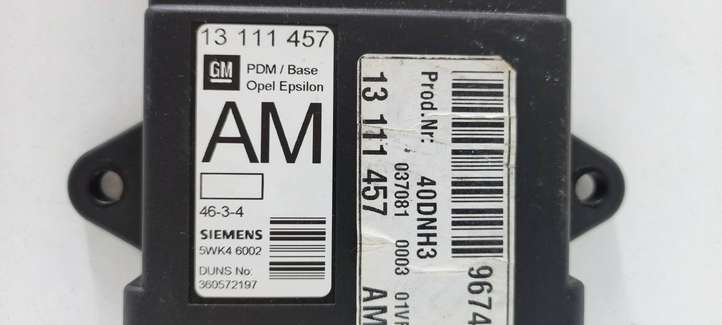 13 111 457
GM
PDM / Base
Opel Epsilon
AM
46-3-4
SIEMENS
5WK4 6002
DUNS No:
360572197
Prod.Nr: 40DNH3
13 111 457 AM
037081 0003
9674